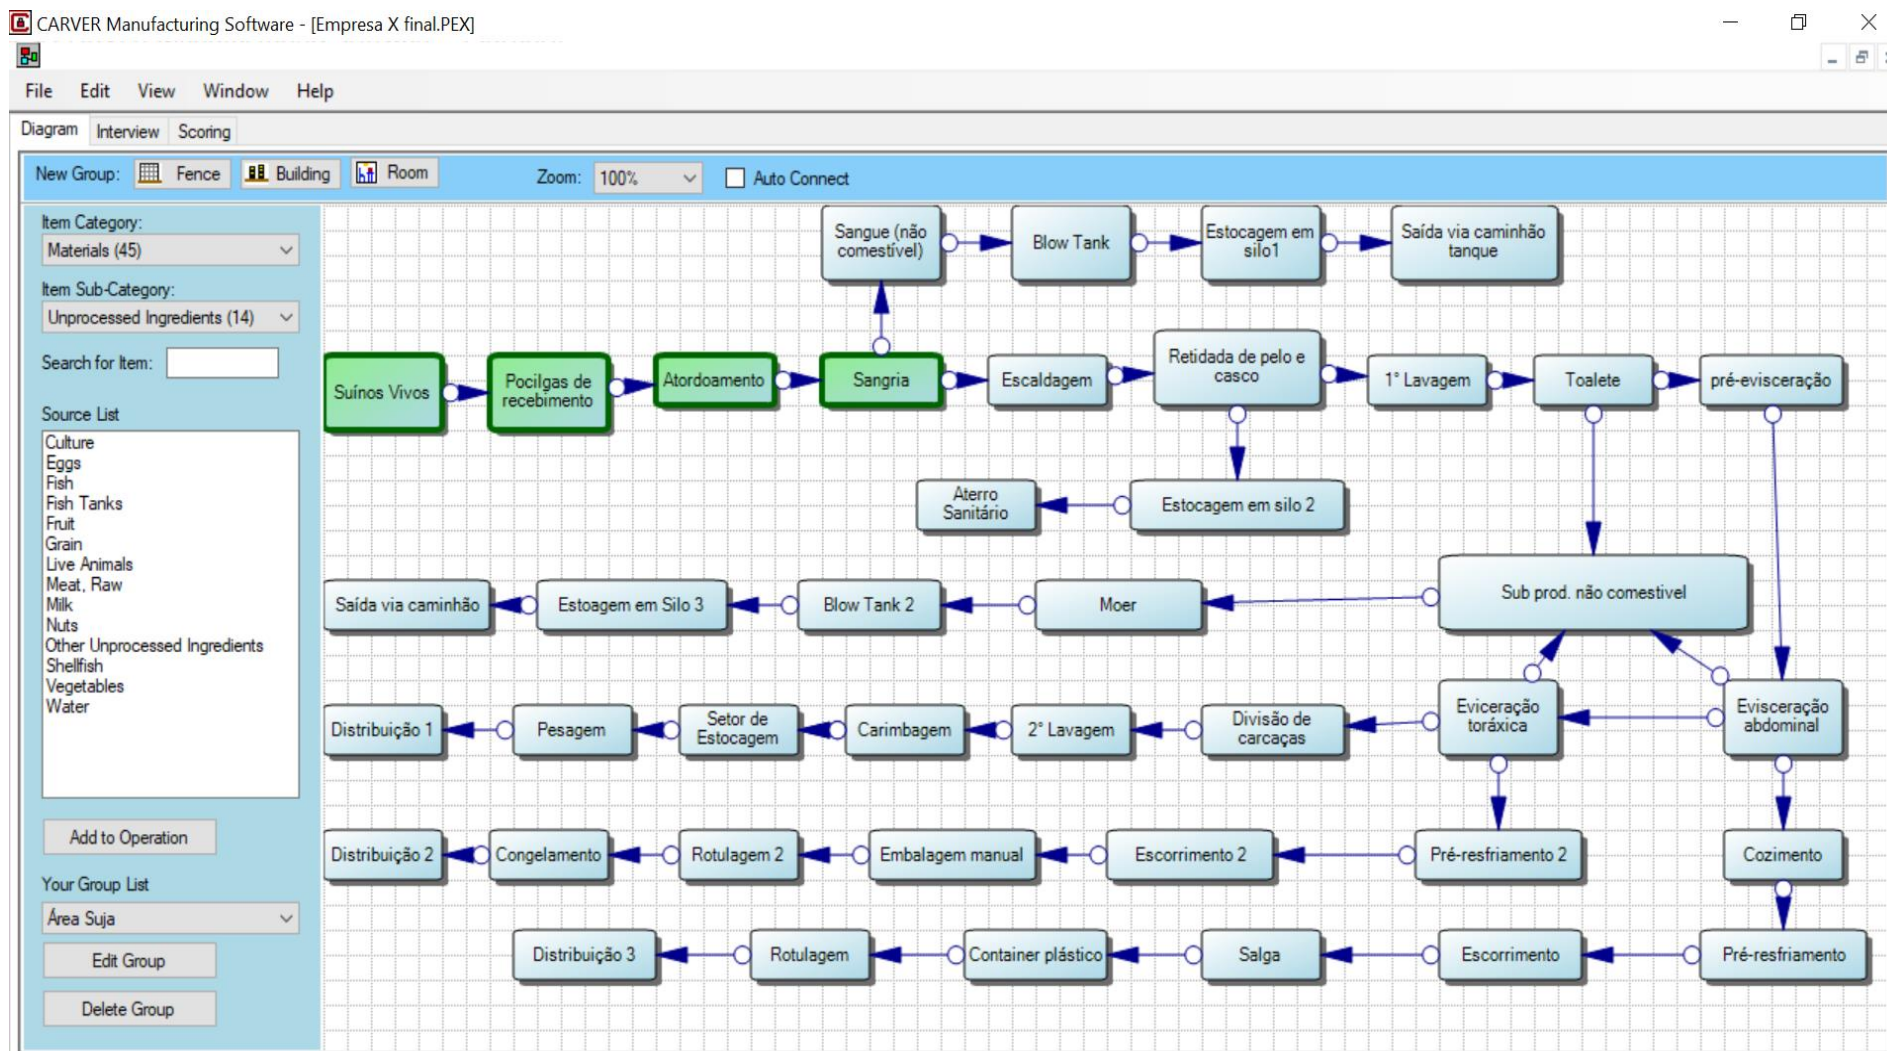 CARVER Manufacturing Software - [Empresa X final.PEX]
File Edit View Window Help
Diagram Interview Scoring
New Group: Fence Building Room Zoom: 100% Auto Connect
Item Category:
Materials (45)
Item Sub-Category:
Unprocessed Ingredients (14)
Search for Item:
Source List
Culture
Eggs
Fish
Fish Tanks
Fruit
Grain
Live Animals
Meat, Raw
Milk
Nuts
Other Unprocessed Ingredients
Shellfish
Vegetables
Water
Add to Operation
Your Group List
Área Suja
Edit Group
Delete Group
Sangue (não
comestível)
Blow Tank
Estocagem em
silo1
Saída via caminhão
tanque
Suínos Vivos
Pocilgas de
recebimento
Atordoamento
Sangria
Escaldagem
Retidada de pelo e
casco
1° Lavagem
Toalete
pré-evisceração
Aterro
Sanitário
Estocagem em silo 2
Saída via caminhão
Estoagem em Silo 3
Blow Tank 2
Moer
Sub prod. não comestivel
Distribuição 1
Pesagem
Setor de
Estocagem
Carimbagem
2° Lavagem
Divisão de
carcaças
Eviceração
toráxica
Evisceração
abdominal
Distribuição 2
Congelamento
Rotulagem 2
Embalagem manual
Escorrimento 2
Pré-resfriamento 2
Cozimento
Distribuição 3
Rotulagem
Container plástico
Salga
Escorrimento
Pré-resfriamento